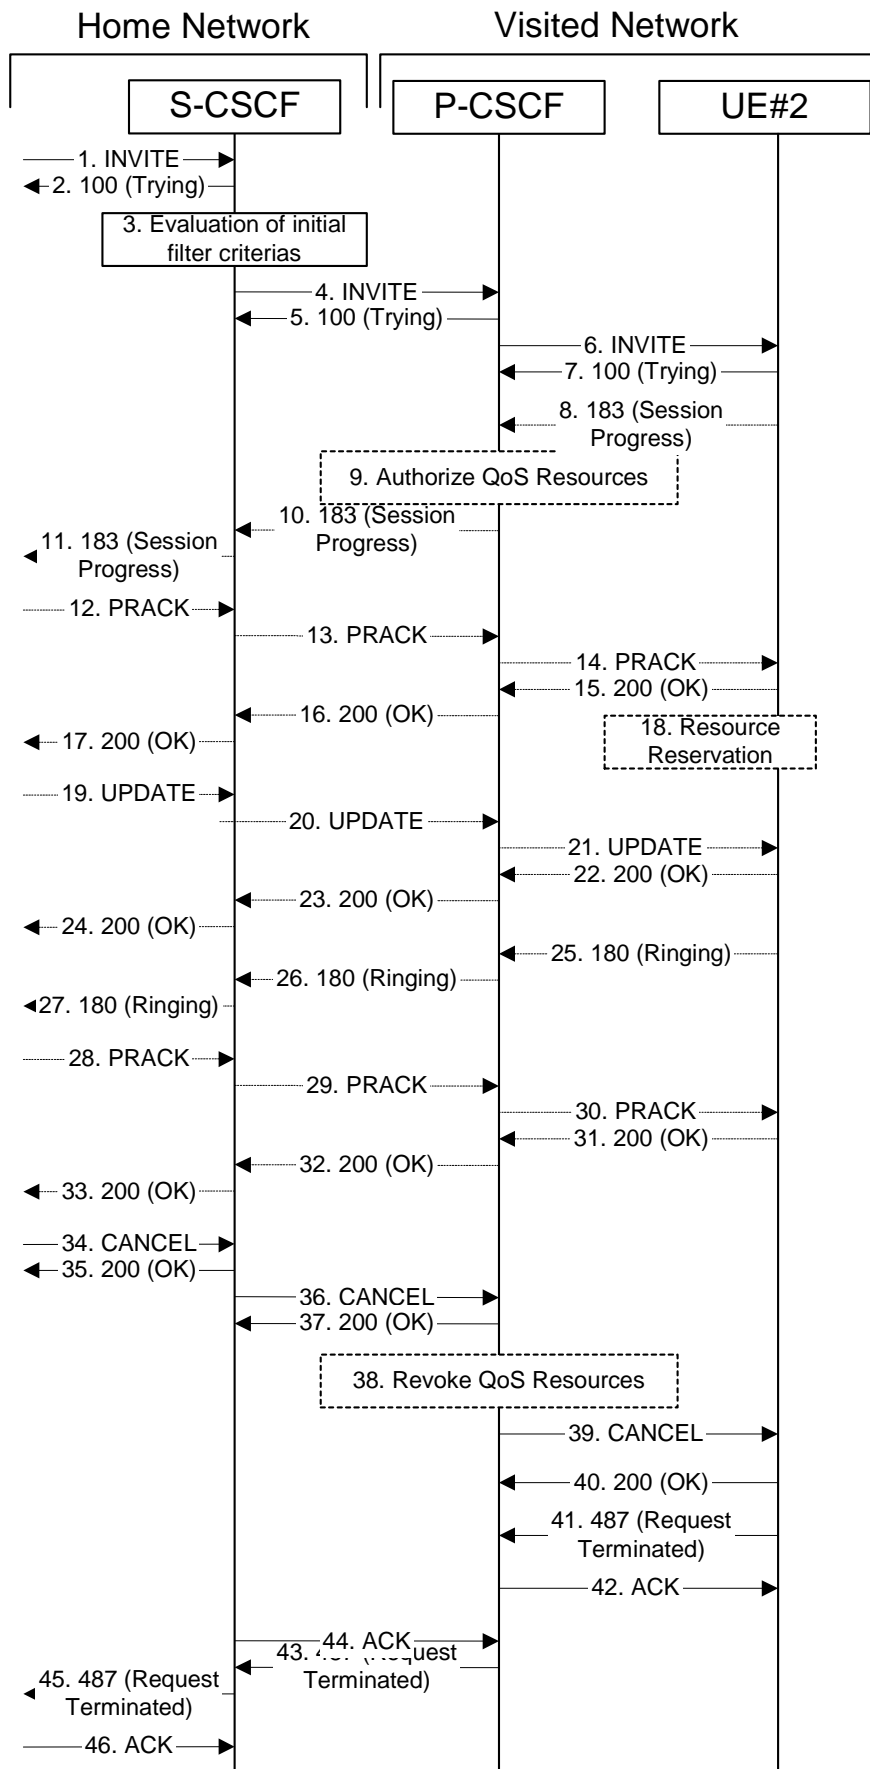 Home Network
Visited Network
S-CSCF
P-CSCF
UE#2
1. INVITE
2. 100 (Trying)
3. Evaluation of initial
filter criterias
4. INVITE
5. 100 (Trying)
6. INVITE
7. 100 (Trying)
8. 183 (Session
Progress)
9. Authorize QoS Resources
10. 183 (Session
Progress)
11. 183 (Session
Progress)
12. PRACK
13. PRACK
14. PRACK
15. 200 (OK)
16. 200 (OK)
17. 200 (OK)
18. Resource
Reservation
19. UPDATE
20. UPDATE
21. UPDATE
22. 200 (OK)
23. 200 (OK)
24. 200 (OK)
25. 180 (Ringing)
26. 180 (Ringing)
27. 180 (Ringing)
28. PRACK
29. PRACK
30. PRACK
31. 200 (OK)
32. 200 (OK)
33. 200 (OK)
34. CANCEL
35. 200 (OK)
36. CANCEL
37. 200 (OK)
38. Revoke QoS Resources
39. CANCEL
40. 200 (OK)
41. 487 (Request
Terminated)
42. ACK
44. ACK
43. 487 (Request
Terminated)
45. 487 (Request
Terminated)
46. ACK